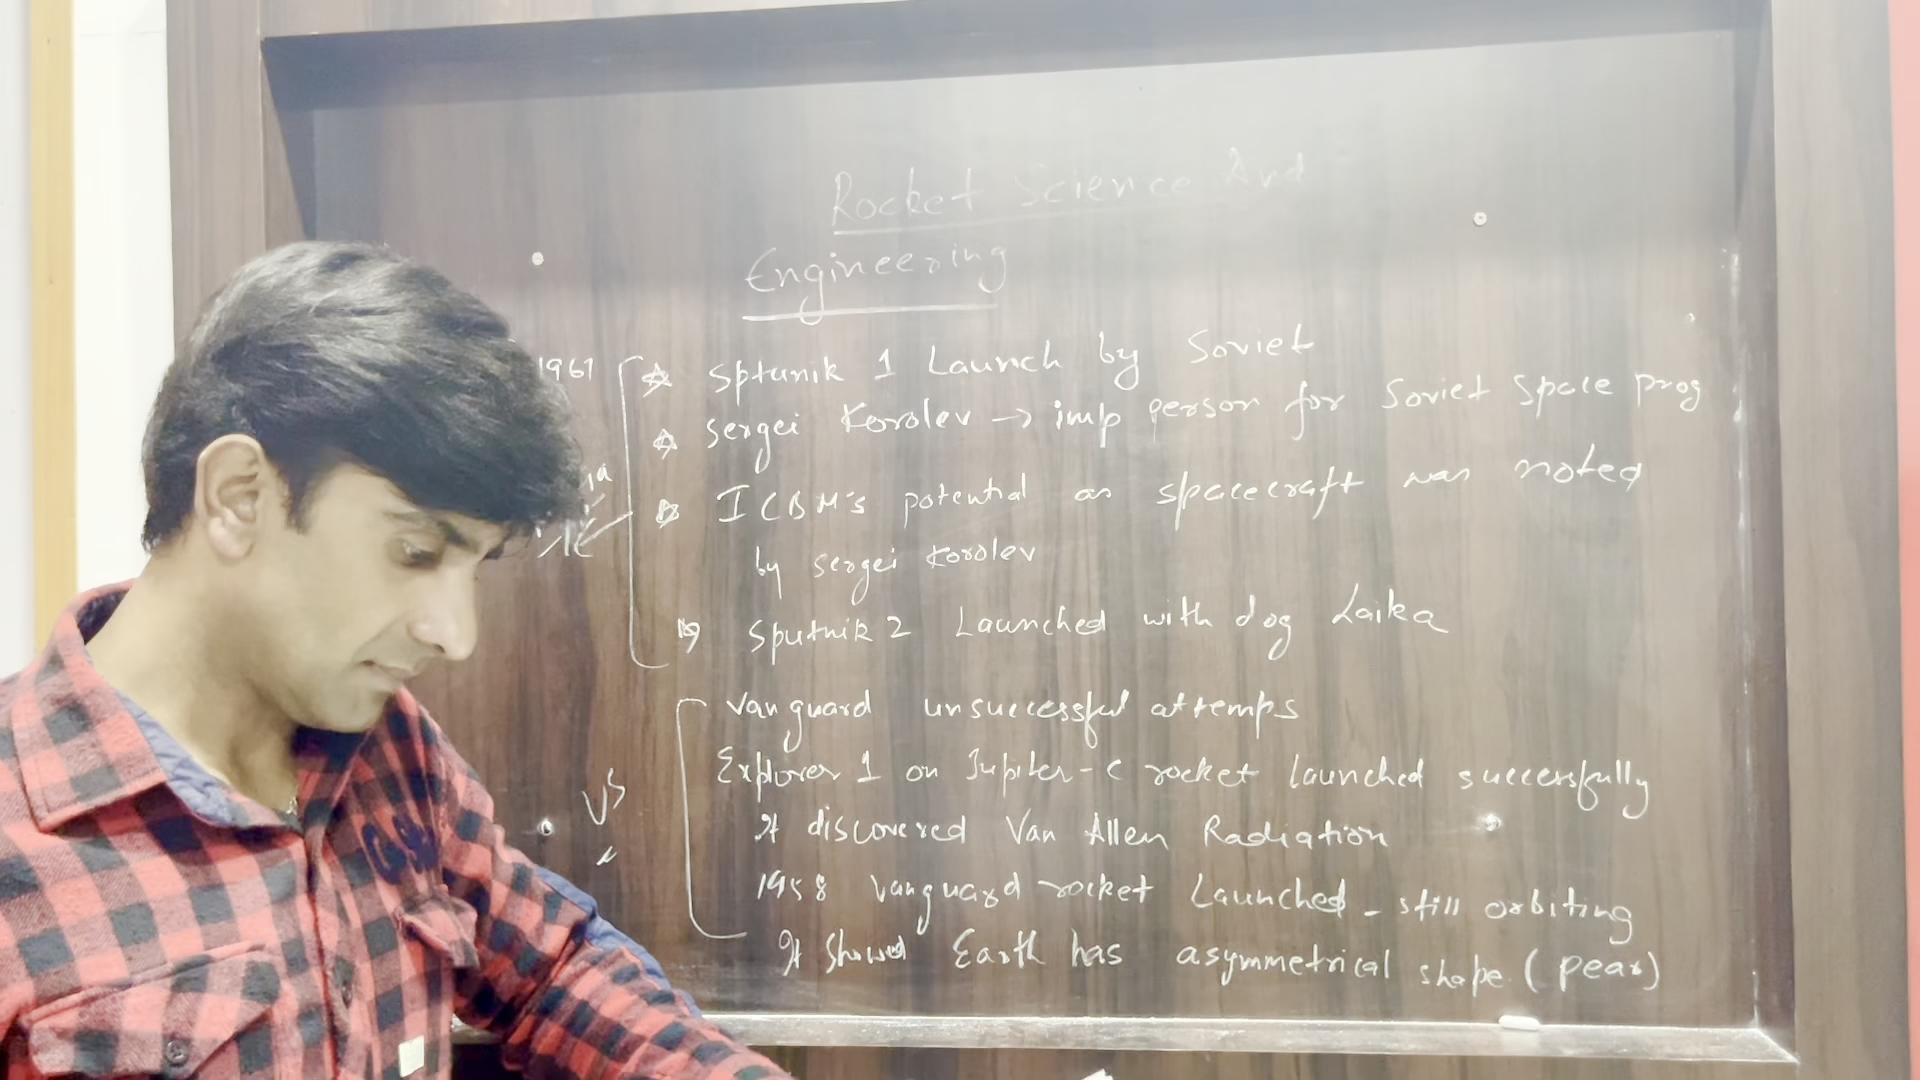 Rocket Science And
Engineering
1961
☆ Sptunik 1 Launch by Soviet
☆ Sergei Korolev → imp person for Soviet Space prog
☆ ICBM's potential as spacecraft was noted
by Sergei Korolev
Sputnik 2 Launched with dog Laika
Vanguard unsuccessful attemps
Explorer 1 on Jupiter-C rocket launched successfully
US
It discovered Van Allen Radiation
1958 Vanguard rocket Launched - still orbiting
It showed Earth has asymmetrical shape (pear)